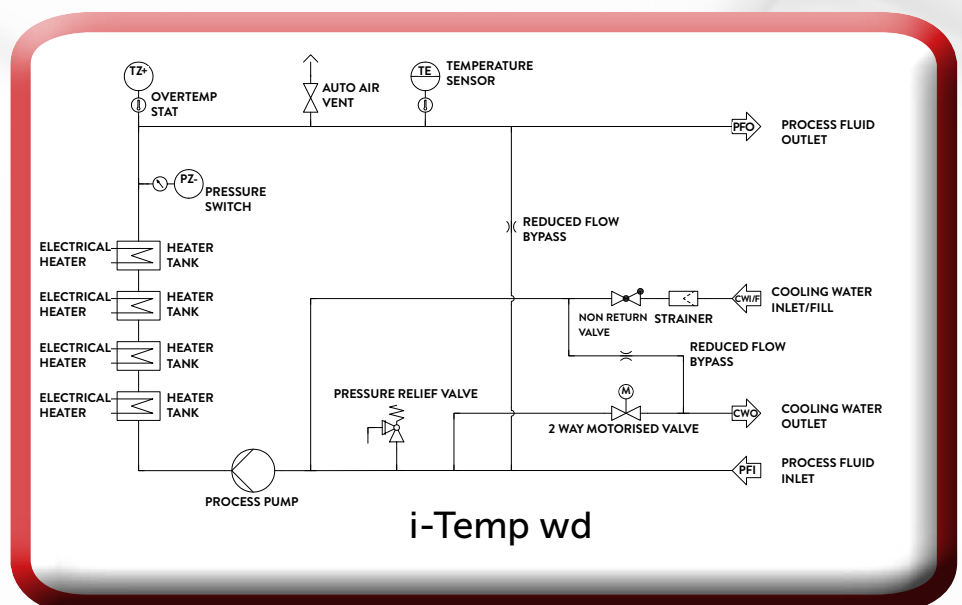 TZ+
OVERTEMP
STAT
AUTO AIR
VENT
TE
TEMPERATURE
SENSOR
PFO
PROCESS FLUID
OUTLET
PZ-
PRESSURE
SWITCH
REDUCED FLOW
BYPASS
ELECTRICAL
HEATER
HEATER
TANK
ELECTRICAL
HEATER
HEATER
TANK
ELECTRICAL
HEATER
HEATER
TANK
ELECTRICAL
HEATER
HEATER
TANK
NON RETURN
VALVE
STRAINER
CWI/F
COOLING WATER
INLET/FILL
REDUCED FLOW
BYPASS
PRESSURE RELIEF VALVE
M
2 WAY MOTORISED VALVE
CWO
COOLING WATER
OUTLET
PROCESS PUMP
PFI
PROCESS FLUID
INLET
i-Temp wd